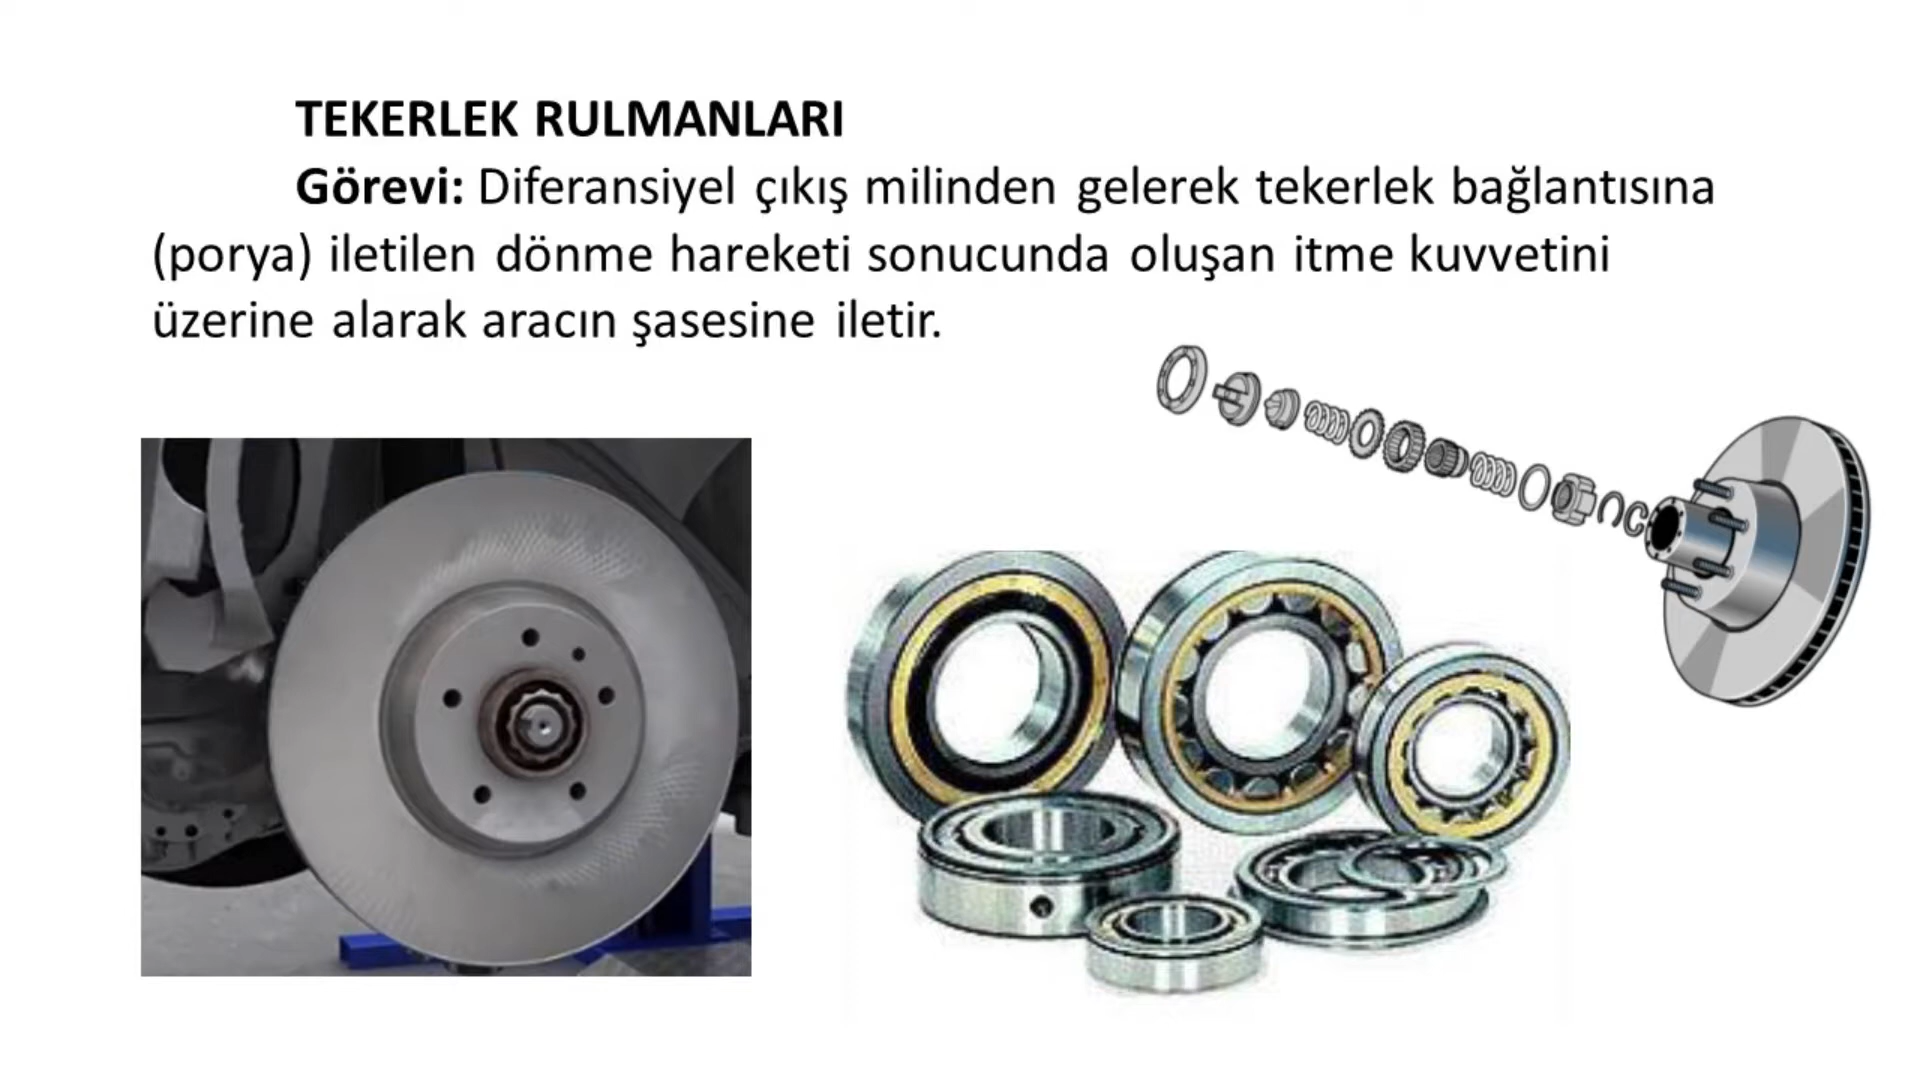 TEKERLEK RULMANLARI
Görevi: Diferansiyel çıkış milinden gelerek tekerlek bağlantısına
(porya) iletilen dönme hareketi sonucunda oluşan itme kuvvetini
üzerine alarak aracın şasesine iletir.